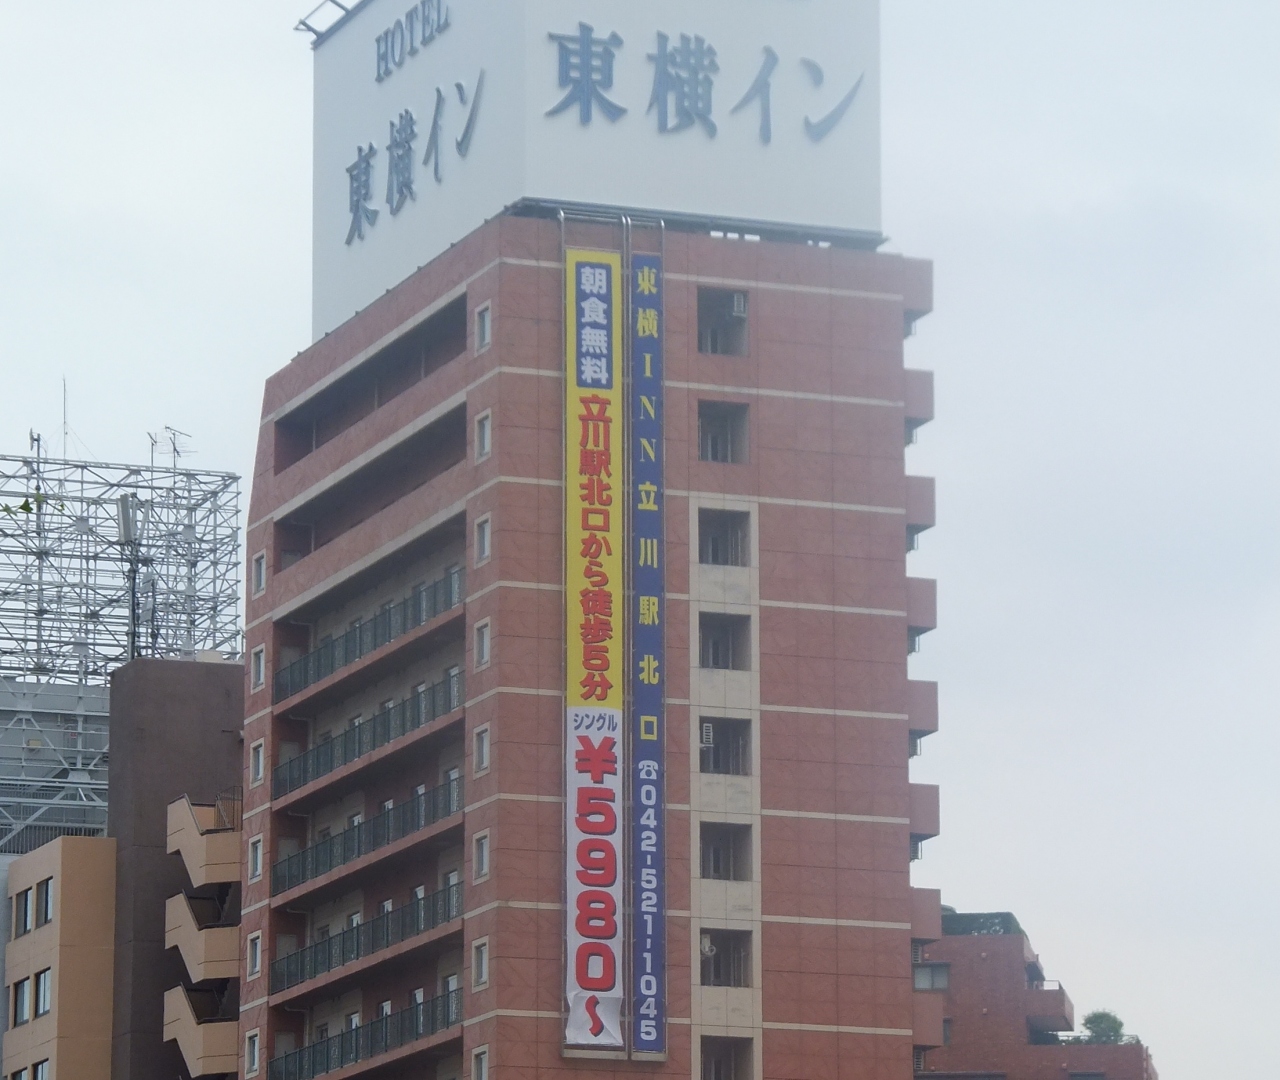 HOTEL
東横イン
東横イン
朝食無料
立川駅北口から徒歩5分
シングル
¥5980~
東横INN立川駅北口☎042-521-1045